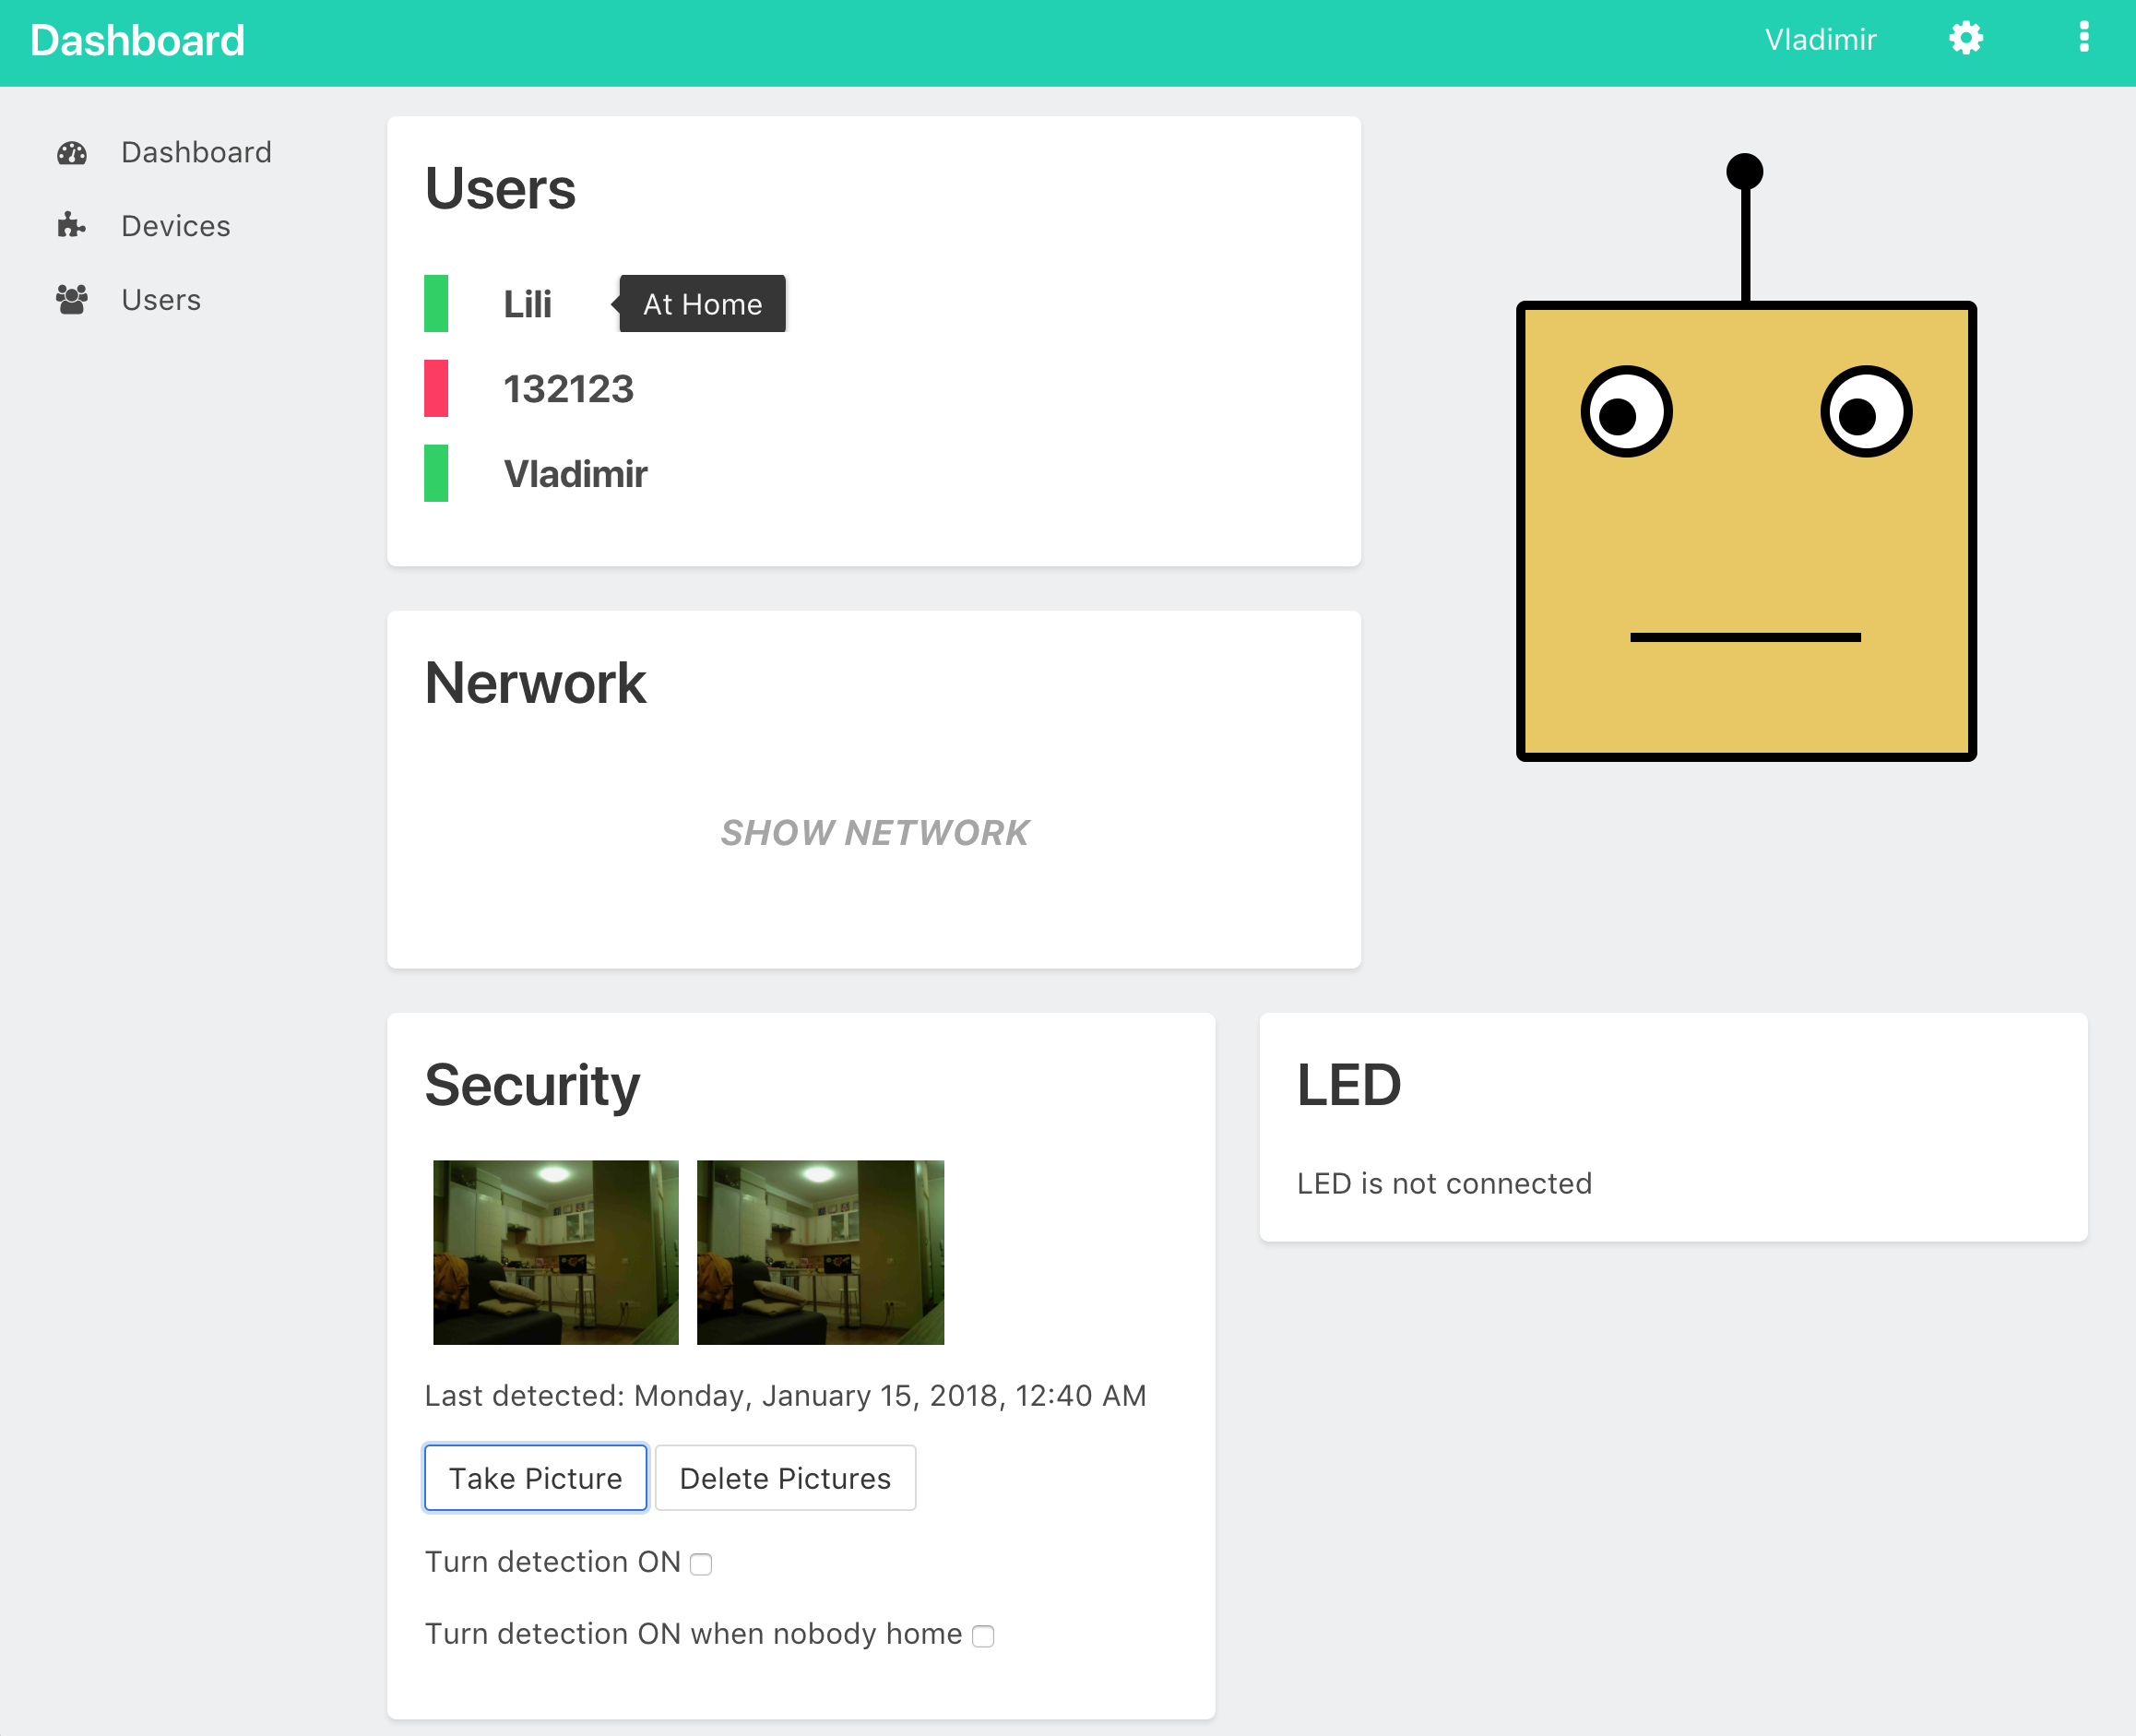 Dashboard
Vladimir
Dashboard
Devices
Users
Users
Lili
At Home
132123
Vladimir
Nerwork
SHOW NETWORK
Security
Last detected: Monday, January 15, 2018, 12:40 AM
Take Picture
Delete Pictures
Turn detection ON
Turn detection ON when nobody home
LED
LED is not connected